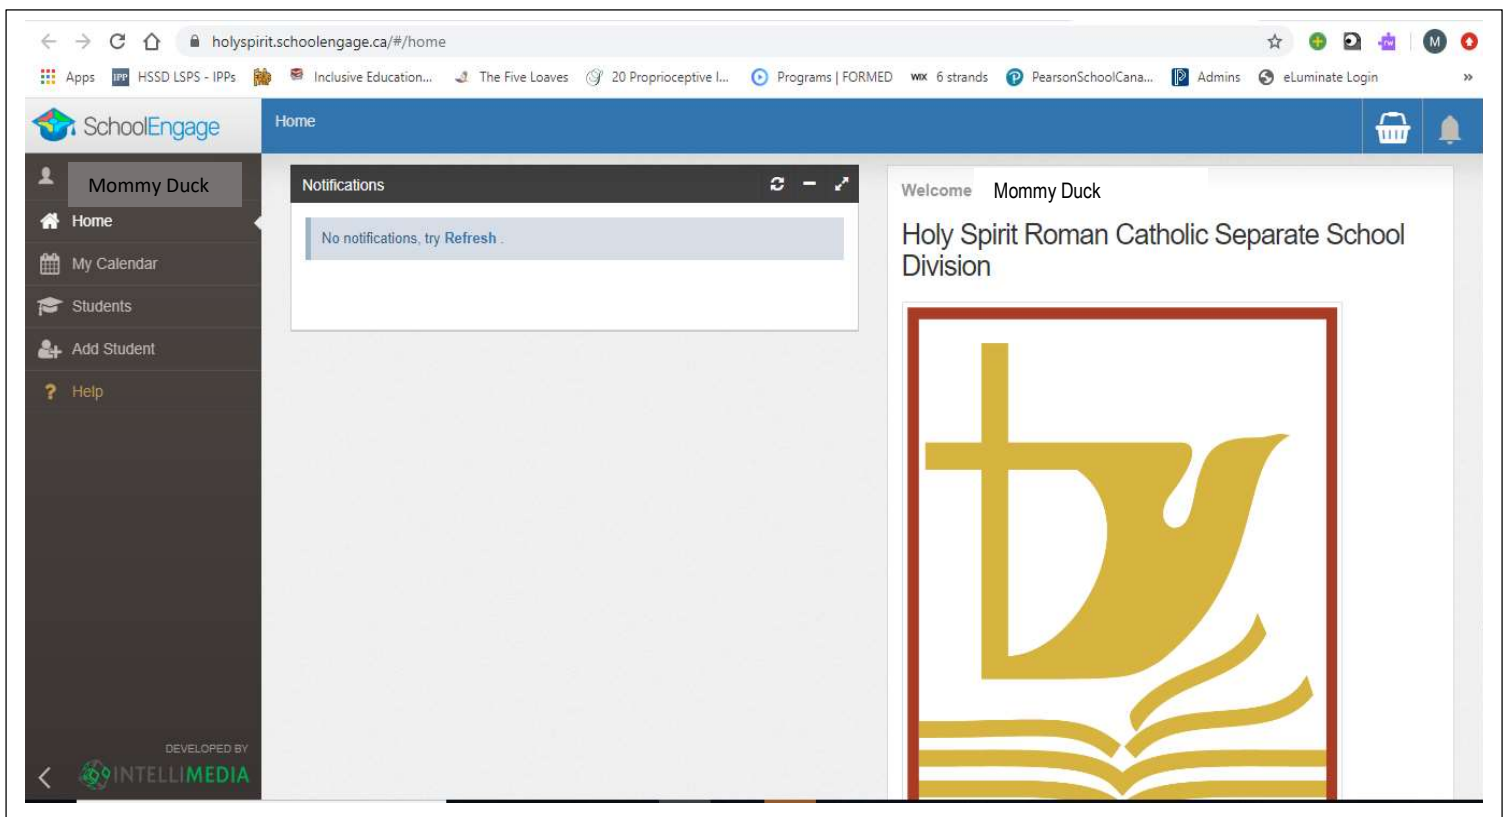 holyspirit.schoolengage.ca/#/home
M
Apps IPP HSSD LSPS - IPPs Inclusive Education... The Five Loaves 20 Proprioceptive I... Programs | FORMED WIX 6 strands PearsonSchoolCana... Admins eLuminate Login »
SchoolEngage
Home
Mommy Duck
Home
My Calendar
Students
Add Student
? Help
DEVELOPED BY
INTELLIMEDIA
Notifications
No notifications, try Refresh .
Welcome Mommy Duck
Holy Spirit Roman Catholic Separate School
Division